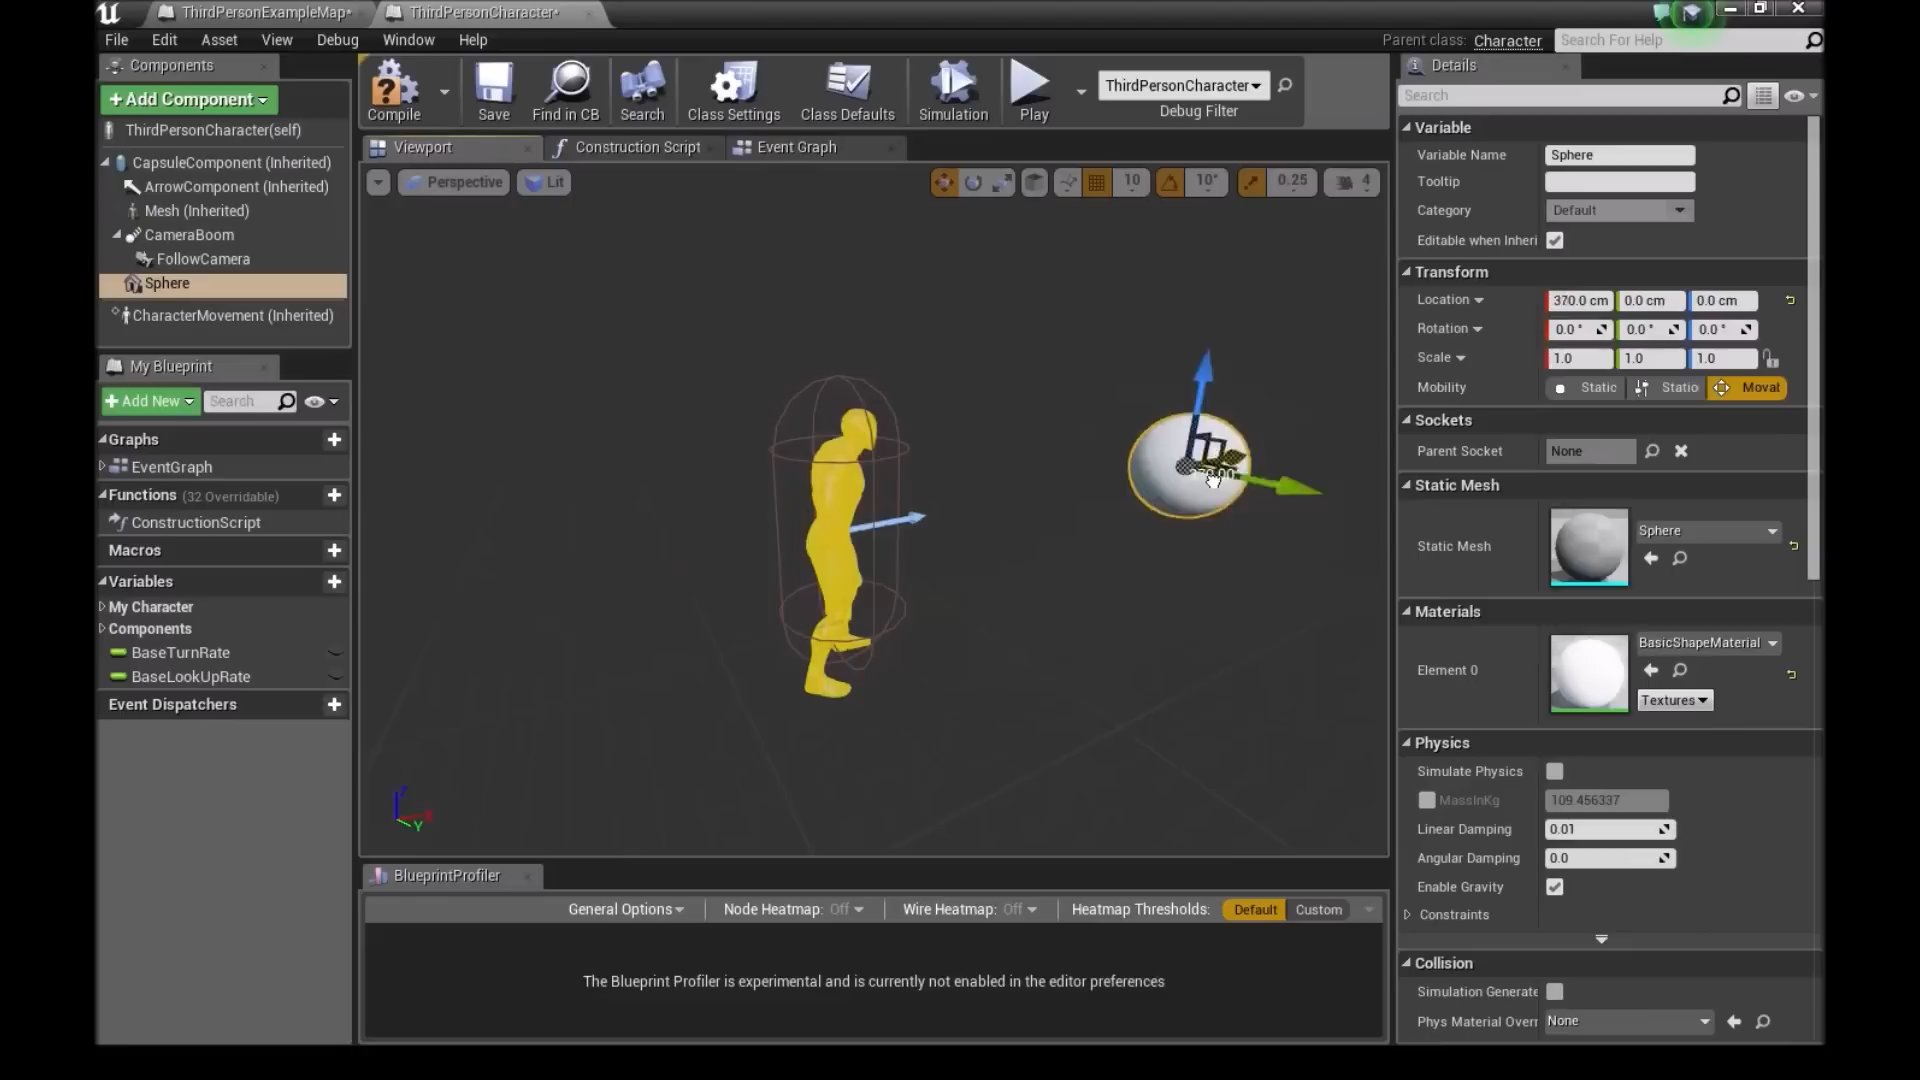 ThirdPersonExampleMap*
ThirdPersonCharacter*
File Edit Asset View Debug Window Help
Parent class: Character
Search For Help
Components
+Add Component
ThirdPersonCharacter(self)
CapsuleComponent (Inherited)
ArrowComponent (Inherited)
Mesh (Inherited)
CameraBoom
FollowCamera
Sphere
CharacterMovement (Inherited)
My Blueprint
+Add New
Search
Graphs
EventGraph
Functions (32 Overridable)
ConstructionScript
Macros
Variables
My Character
Components
BaseTurnRate
BaseLookUpRate
Event Dispatchers
Compile
Save
Find in CB
Search
Class Settings
Class Defaults
Simulation
Play
ThirdPersonCharacter
Debug Filter
Viewport
Construction Script
Event Graph
Perspective
Lit
10
10°
0.25
4
Z
X
Y
BlueprintProfiler
General Options
Node Heatmap: Off
Wire Heatmap: Off
Heatmap Thresholds: Default Custom
The Blueprint Profiler is experimental and is currently not enabled in the editor preferences
Details
Search
Variable
Variable Name Sphere
Tooltip
Category Default
Editable when Inheri
Transform
Location 370.0 cm 0.0 cm 0.0 cm
Rotation 0.0 ° 0.0 ° 0.0 °
Scale 1.0 1.0 1.0
Mobility Static Statio Movat
Sockets
Parent Socket None
Static Mesh
Static Mesh Sphere
Materials
Element 0 BasicShapeMaterial
Textures
Physics
Simulate Physics
MassInKg 109.456337
Linear Damping 0.01
Angular Damping 0.0
Enable Gravity
Constraints
Collision
Simulation Generate
Phys Material Overr None